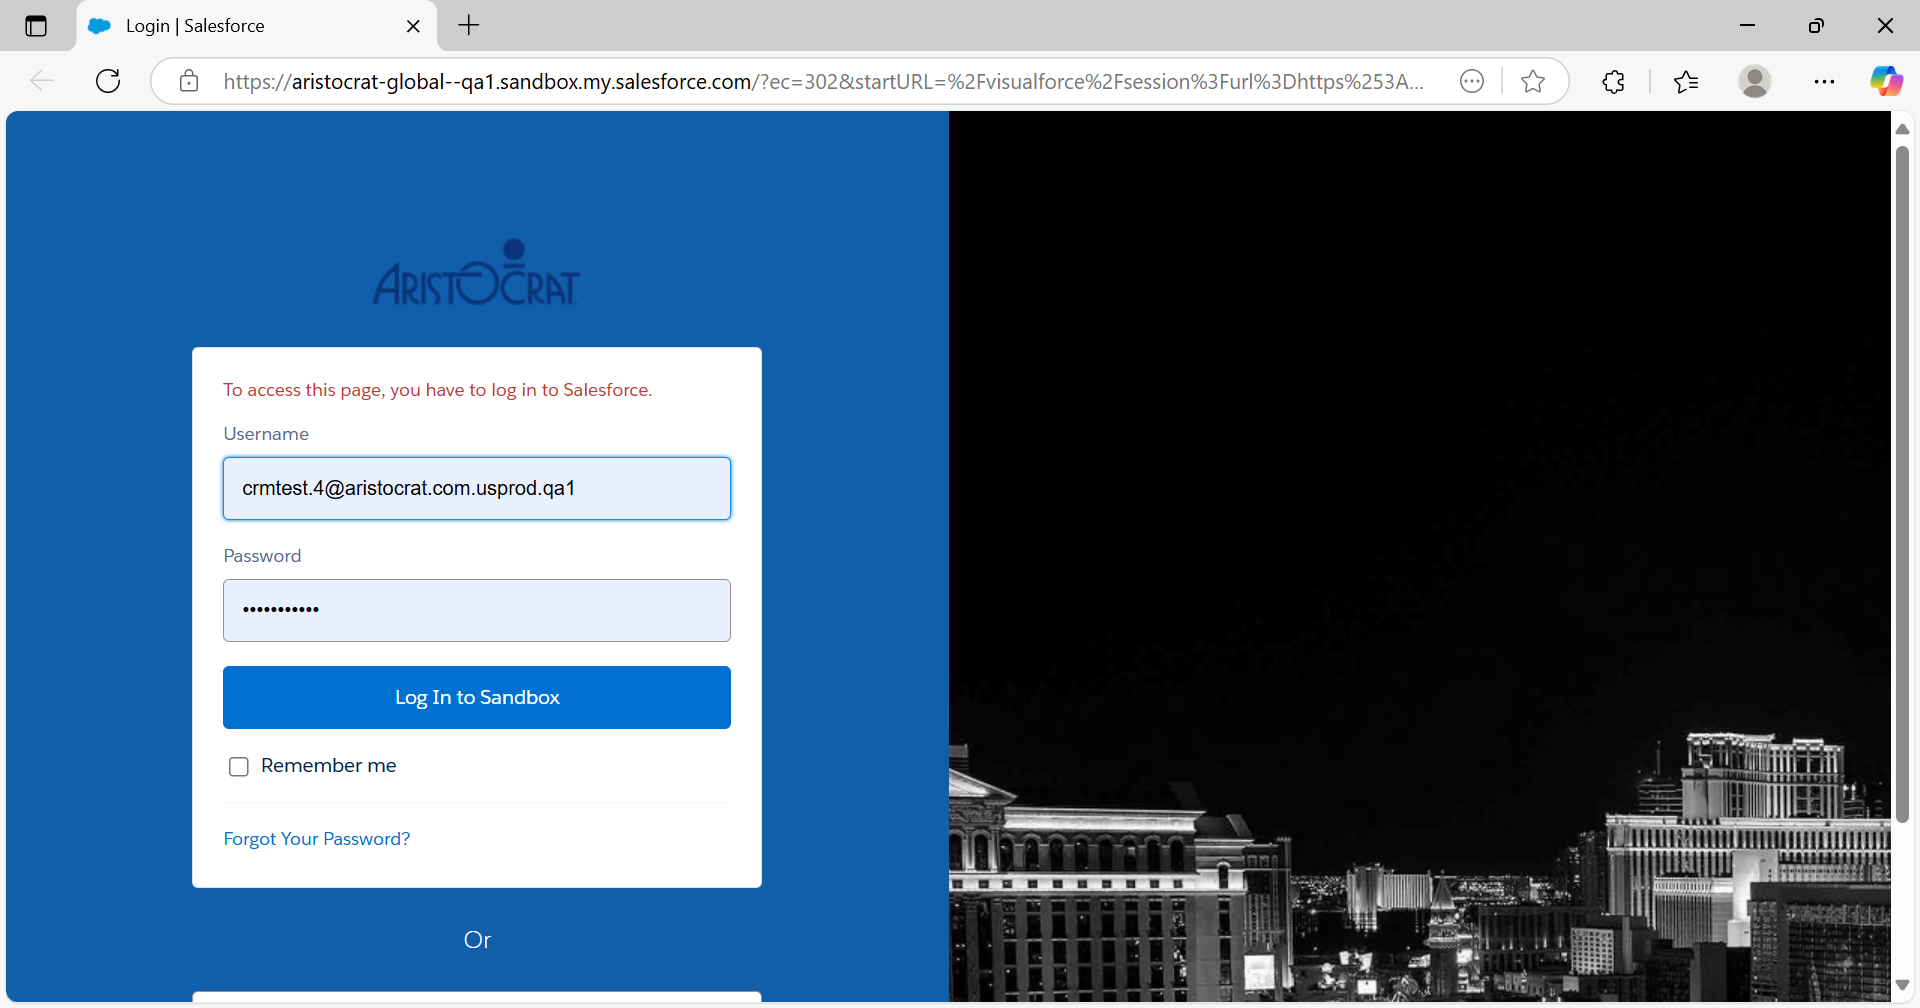 Login | Salesforce
https://aristocrat-global--qa1.sandbox.my.salesforce.com/?ec=302&startURL=%2Fvisualforce%2Fsession%3Furl%3Dhttps%253A...
ARISTOCRAT
To access this page, you have to log in to Salesforce.
Username
crmtest.4@aristocrat.com.usprod.qa1
Password
•••••••••••
Log In to Sandbox
Remember me
Forgot Your Password?
Or